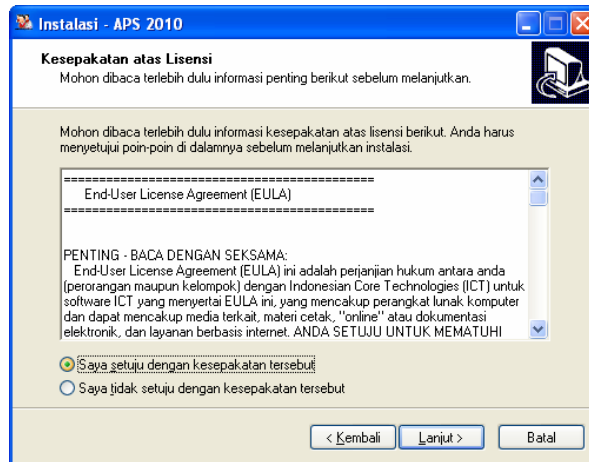 Instalasi - APS 2010
Kesepakatan atas Lisensi
Mohon dibaca terlebih dulu informasi penting berikut sebelum melanjutkan.
Mohon dibaca terlebih dulu informasi kesepakatan atas lisensi berikut. Anda harus
menyetujui poin-poin di dalamnya sebelum melanjutkan instalasi.
============================================
End-User License Agreement (EULA)
============================================
PENTING - BACA DENGAN SEKSAMA:
End-User License Agreement (EULA) ini adalah perjanjian hukum antara anda
(perorangan maupun kelompok) dengan Indonesian Core Technologies (ICT) untuk
software ICT yang menyertai EULA ini, yang mencakup perangkat lunak komputer
dan dapat mencakup media terkait, materi cetak, "online" atau dokumentasi
elektronik, dan layanan berbasis internet. ANDA SETUJU UNTUK MEMATUHI
Saya setuju dengan kesepakatan tersebut
Saya tidak setuju dengan kesepakatan tersebut
< Kembali
Lanjut >
Batal